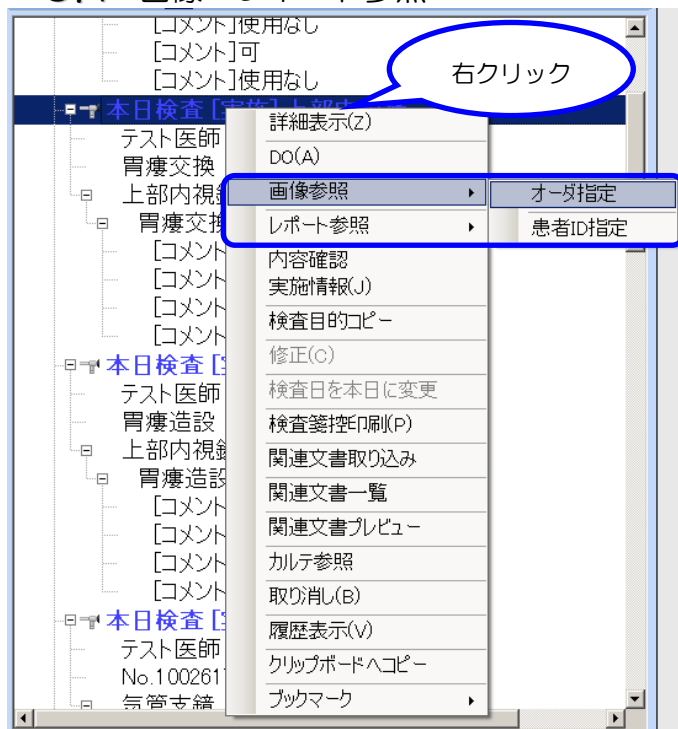 [コメント]使用なし
[コメント]可
[コメント]使用なし
右クリック
本日検査 [実施] 上部内
テスト医師
胃瘻交換
上部内視鏡
胃瘻交換
[コメント
[コメント
[コメント
[コメント
本日検査 [
テスト医師
胃瘻造設
上部内視鏡
胃瘻造設
[コメント
[コメント
[コメント
[コメント
本日検査 [
テスト医師
No.1002617
気管支鏡
詳細表示(Z)
DO(A)
画像参照
レポート参照
内容確認
実施情報(J)
検査目的コピー
修正(C)
検査日を本日に変更
検査箋控印刷(P)
関連文書取り込み
関連文書一覧
関連文書プレビュー
カルテ参照
取り消し(B)
履歴表示(V)
クリップボードへコピー
ブックマーク
オーダ指定
患者ID指定